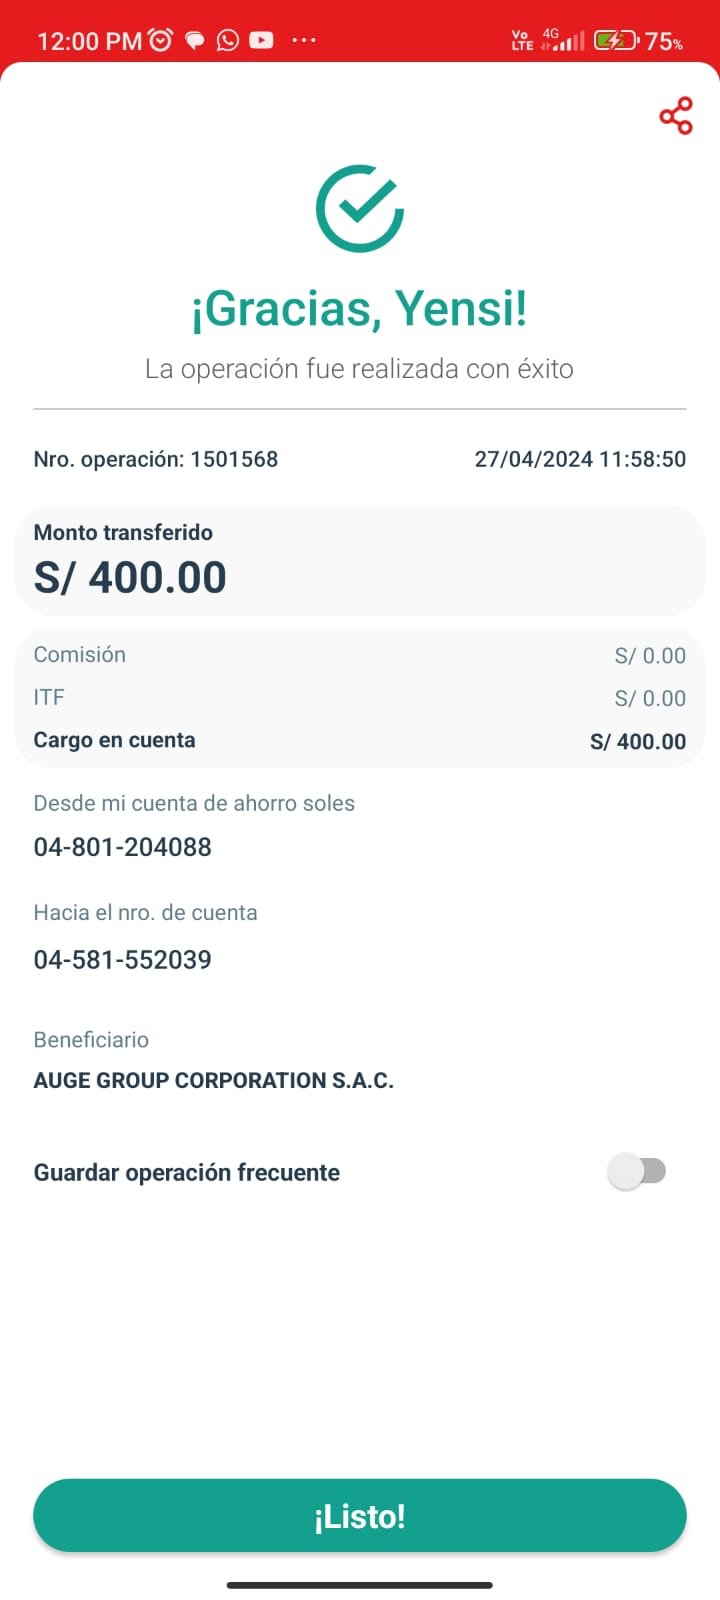 12:00 PM
Vo LTE 4G 75%
¡Gracias, Yensi!
La operación fue realizada con éxito
Nro. operación: 1501568 27/04/2024 11:58:50
Monto transferido
S/ 400.00
Comisión S/ 0.00
ITF S/ 0.00
Cargo en cuenta S/ 400.00
Desde mi cuenta de ahorro soles
04-801-204088
Hacia el nro. de cuenta
04-581-552039
Beneficiario
AUGE GROUP CORPORATION S.A.C.
Guardar operación frecuente
¡Listo!